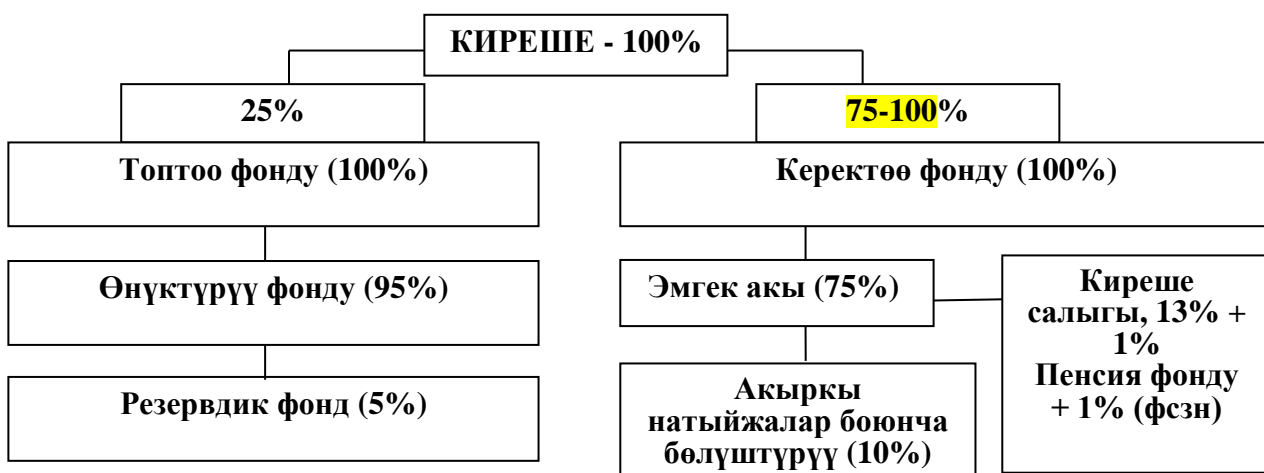 КИРЕШЕ - 100%
25%
75-100%
Топтоо фонду (100%)
Керектөө фонду (100%)
Өнүктүрүү фонду (95%)
Эмгек акы (75%)
Киреше
салыгы, 13% +
1%
Пенсия фонду
+ 1% (фсзн)
Резервдик фонд (5%)
Акыркы
натыйжалар боюнча
бөлүштүрүү (10%)